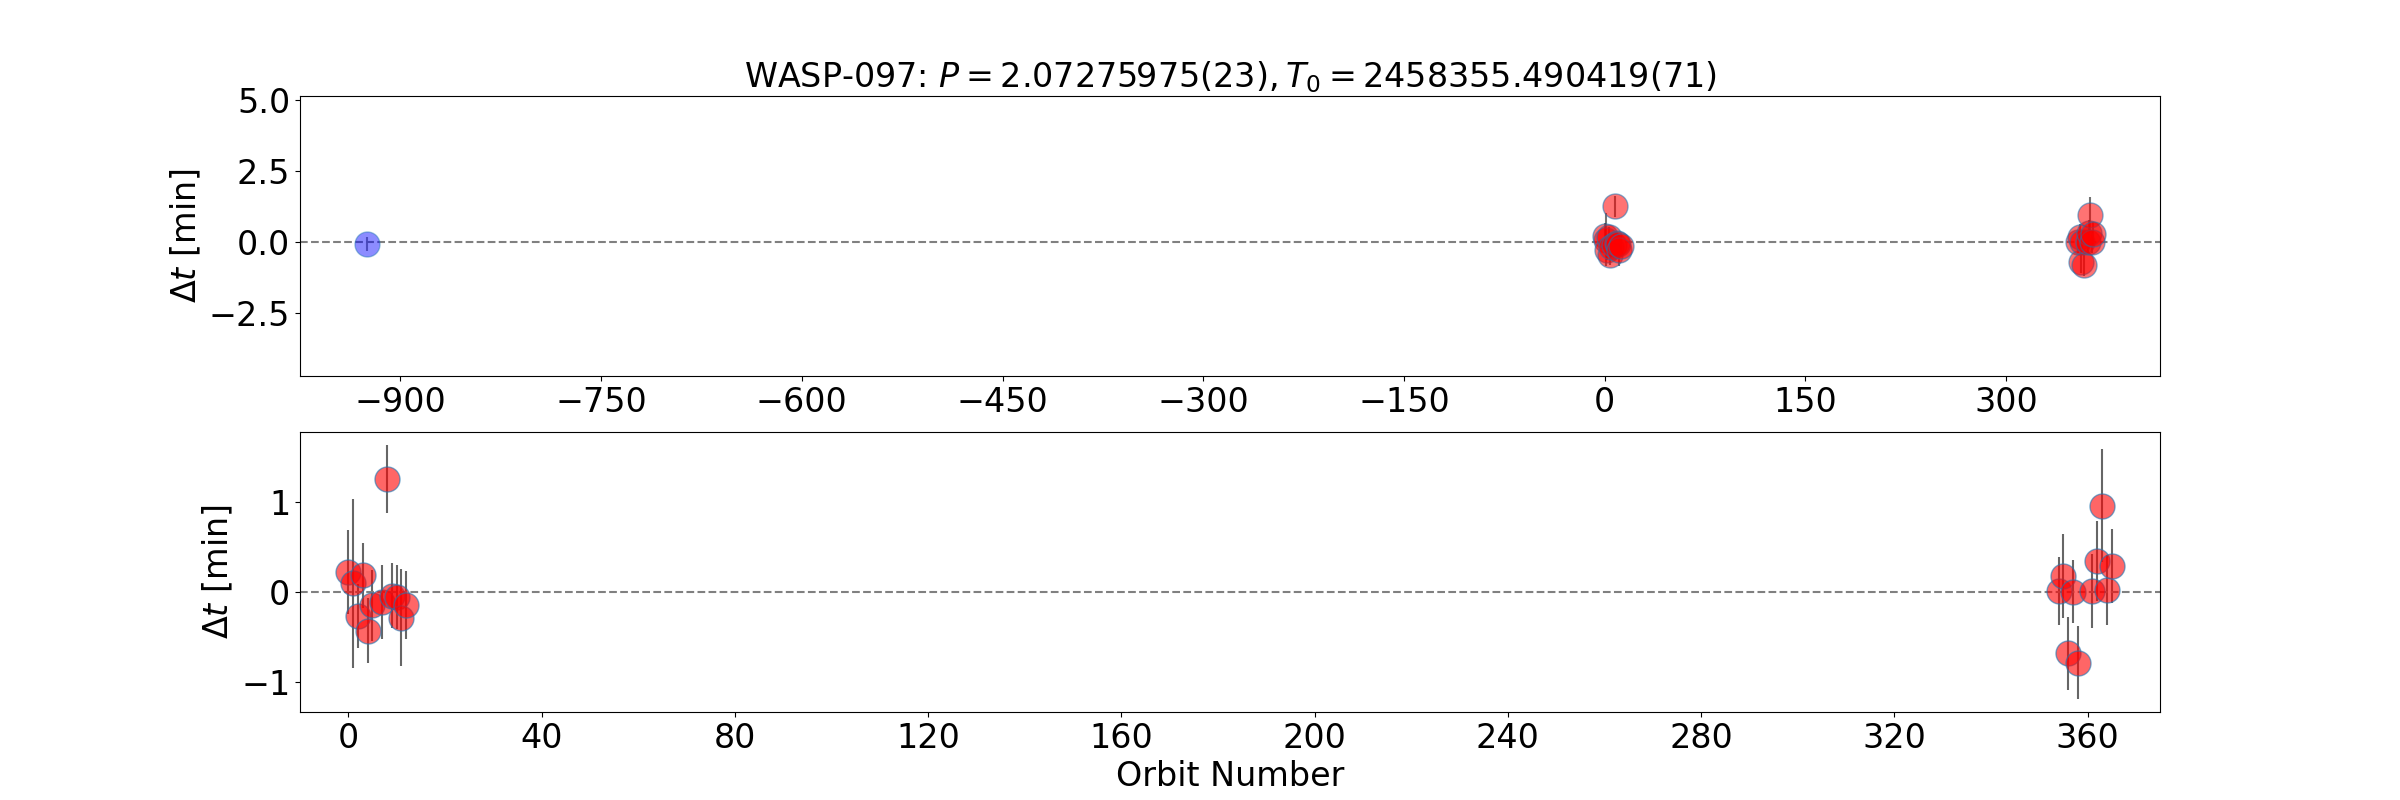 WASP-097: P = 2.07275975(23), T₀ = 2458355.490419(71)
5.0
2.5
0.0
−2.5
Δt [min]
−900 −750 −600 −450 −300 −150 0 150 300
1
0
−1
Δt [min]
0 40 80 120 160 200 240 280 320 360
Orbit Number